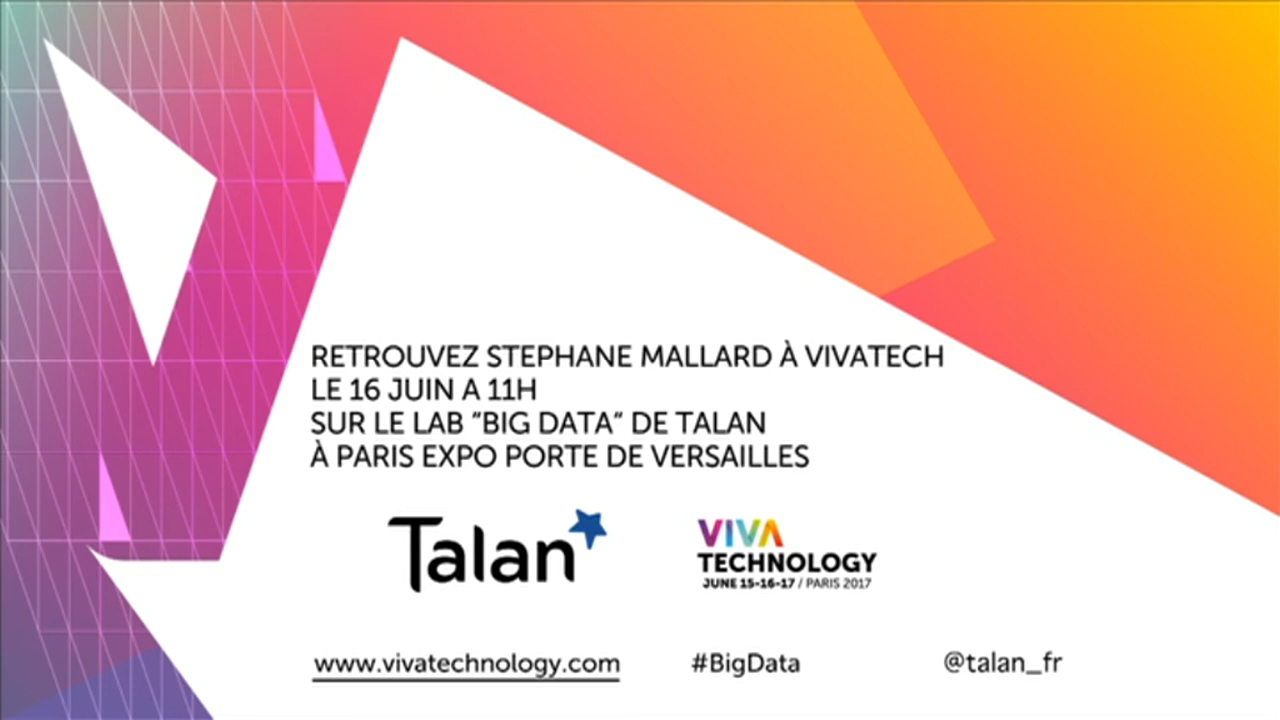 RETROUVEZ STEPHANE MALLARD À VIVATECH
LE 16 JUIN A 11H
SUR LE LAB "BIG DATA" DE TALAN
À PARIS EXPO PORTE DE VERSAILLES
Talan
VIVA
TECHNOLOGY
JUNE 15-16-17 / PARIS 2017
www.vivatechnology.com #BigData @talan_fr